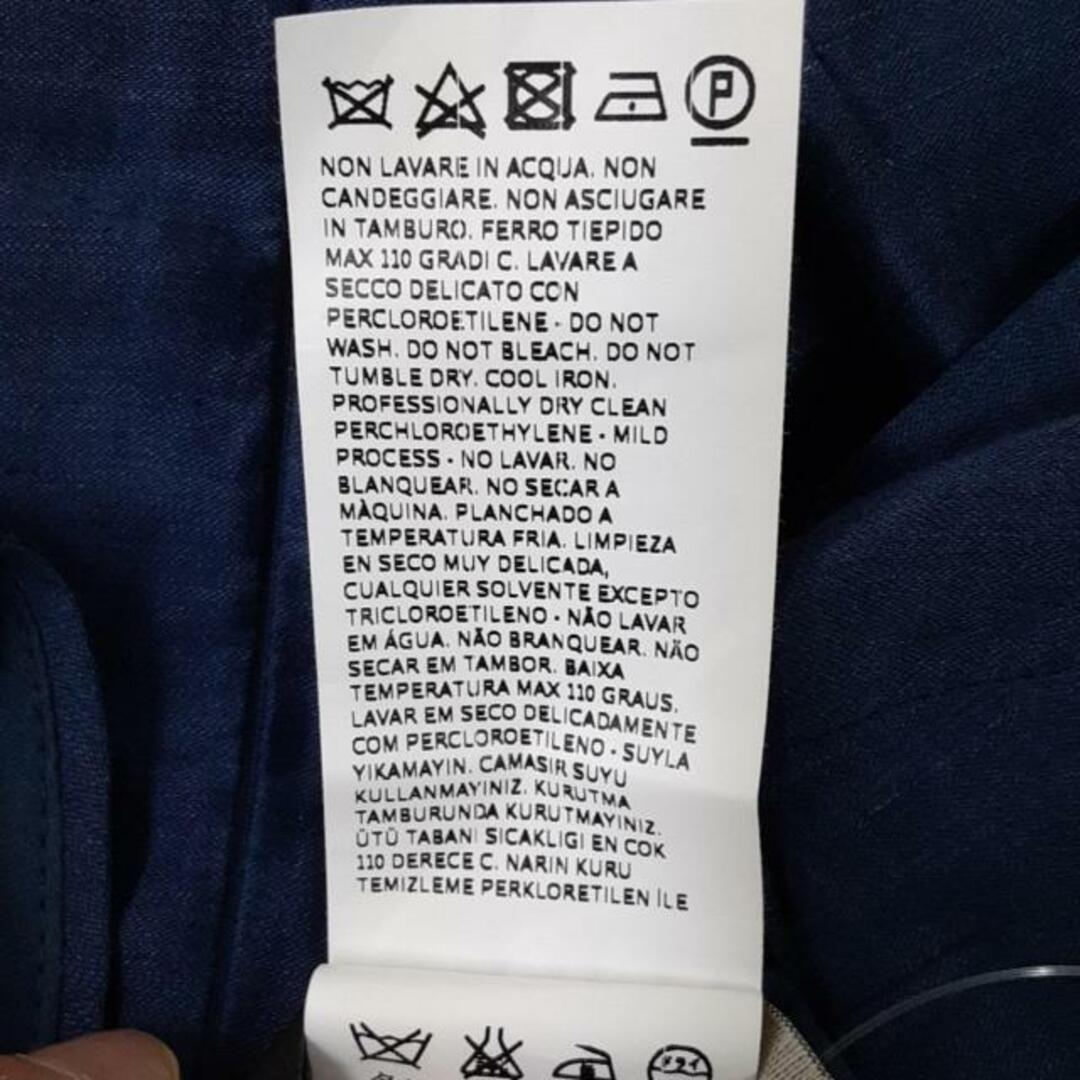 P
NON LAVARE IN ACQUA. NON
CANDEGGIARE. NON ASCIUGARE
IN TAMBURO. FERRO TIEPIDO
MAX 110 GRADI C. LAVARE A
SECCO DELICATO CON
PERCLOROETILENE - DO NOT
WASH. DO NOT BLEACH. DO NOT
TUMBLE DRY. COOL IRON.
PROFESSIONALLY DRY CLEAN
PERCHLOROETHYLENE - MILD
PROCESS - NO LAVAR. NO
BLANQUEAR. NO SECAR A
MÀQUINA. PLANCHADO A
TEMPERATURA FRIA. LIMPIEZA
EN SECO MUY DELICADA,
CUALQUIER SOLVENTE EXCEPTO
TRICLOROETILENO - NÃO LAVAR
EM ÁGUA. NÃO BRANQUEAR. NÃO
SECAR EM TAMBOR. BAIXA
TEMPERATURA MAX 110 GRAUS.
LAVAR EM SECO DELICADAMENTE
COM PERCLOROETILENO - SUYLA
YIKAMAYIN. CAMASIR SUYU
KULLANMAYINIZ. KURUTMA
TAMBURUNDA KURUTMAYINIZ.
ÜTÜ TABANI SICAKLIGI EN COK
110 DERECE C. NARIN KURU
TEMIZLEME PERKLORETILEN İLE